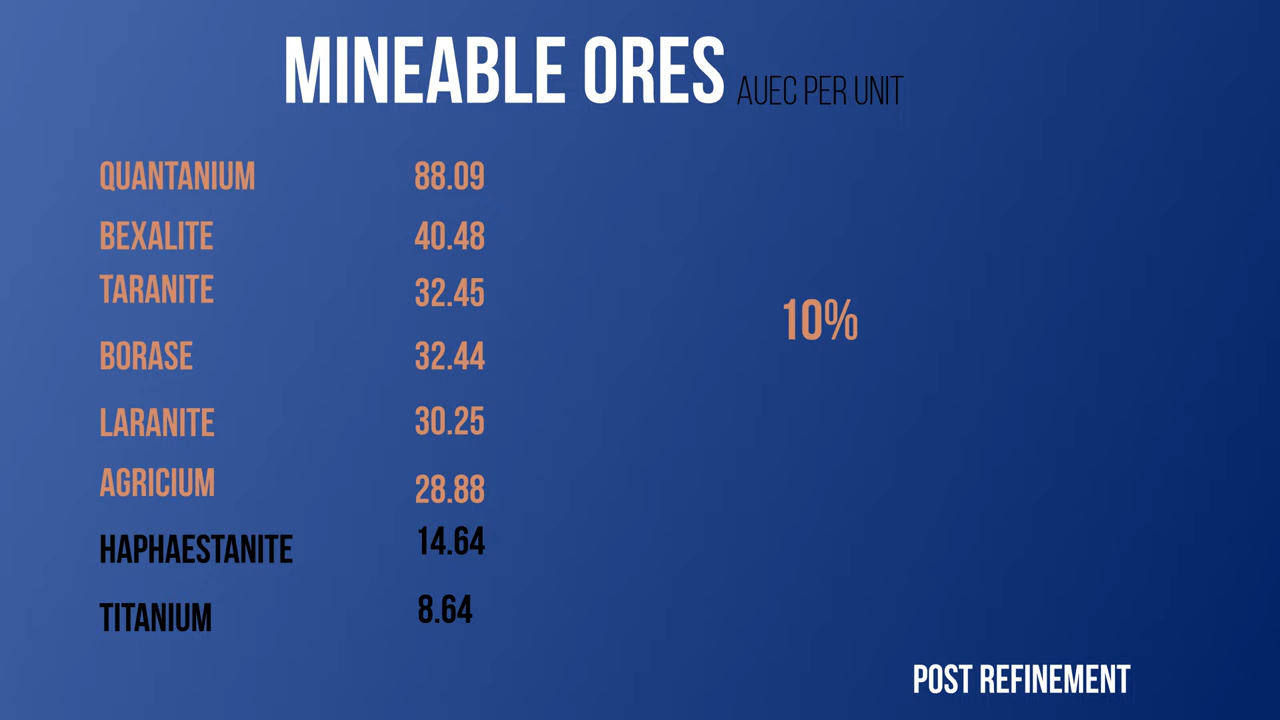 MINEABLE ORES AUEC PER UNIT
QUANTANIUM 88.09
BEXALITE 40.48
TARANITE 32.45
10%
BORASE 32.44
LARANITE 30.25
AGRICIUM 28.88
HAPHAESTANITE 14.64
TITANIUM 8.64
POST REFINEMENT